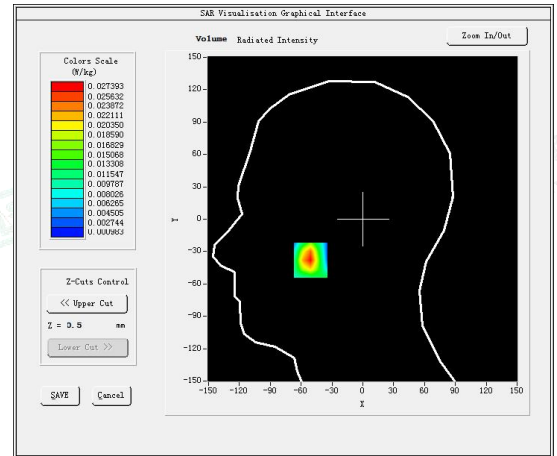 SAR Visualisation Graphical Interface
Volume Radiated Intensity
Zoom In/Out
Colors Scale
(W/kg)
0.027393
0.025632
0.023872
0.022111
0.020350
0.018590
0.016829
0.015068
0.013308
0.011547
0.009787
0.008026
0.006265
0.004505
0.002744
0.000983
Z-Cuts Control
<< Upper Cut
Z = 3.5 mm
Lower Cut >>
SAVE Cancel
150
120
90
60
30
0
-30
-60
-90
-120
-150
Y
-150 -120 -90 -60 -30 0 30 60 90 120 150
X